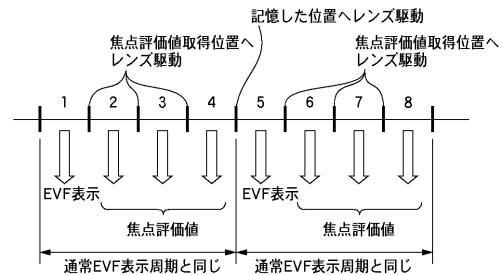 記憶した位置へレンズ駆動
焦点評価値取得位置へ
レンズ駆動
焦点評価値取得位置へ
レンズ駆動
1 2 3 4 5 6 7 8
EVF表示
EVF表示
焦点評価値
焦点評価値
通常EVF表示周期と同じ
通常EVF表示周期と同じ